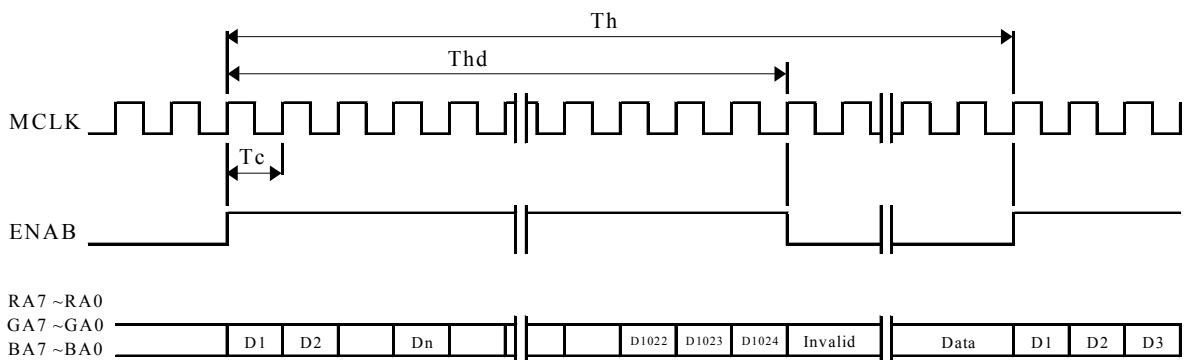 Th
Thd
MCLK
Tc
ENAB
RA7 ~RA0
GA7 ~GA0
BA7 ~BA0
D1 D2 Dn D1022 D1023 D1024 Invalid Data D1 D2 D3